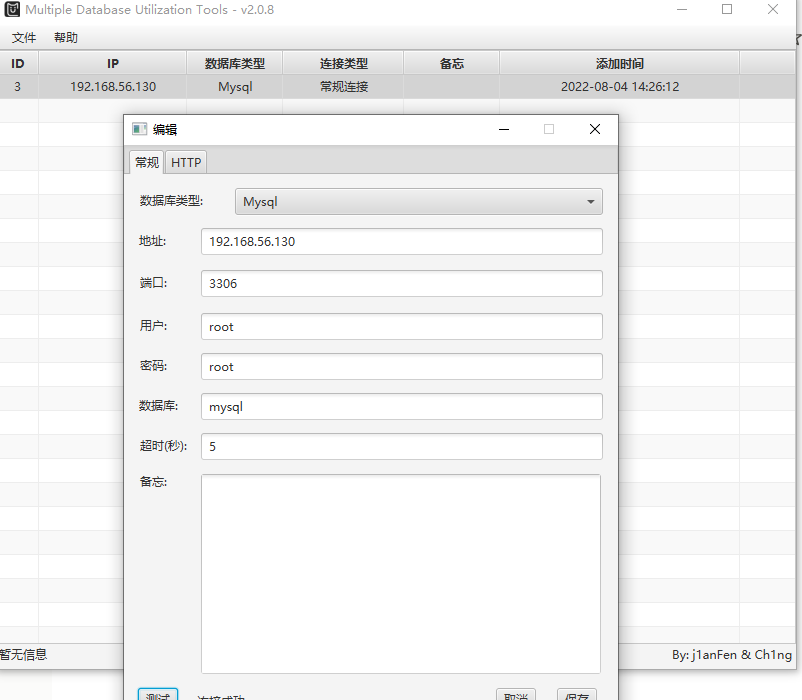 Multiple Database Utilization Tools - v2.0.8
文件 帮助
ID IP 数据库类型 连接类型 备忘 添加时间
3 192.168.56.130 Mysql 常规连接 2022-08-04 14:26:12
编辑
常规 HTTP
数据库类型: Mysql
地址: 192.168.56.130
端口: 3306
用户: root
密码: root
数据库: mysql
超时(秒): 5
备忘:
暂无信息 By: j1anFen & Ch1ng
测试 连接成功 取消 保存